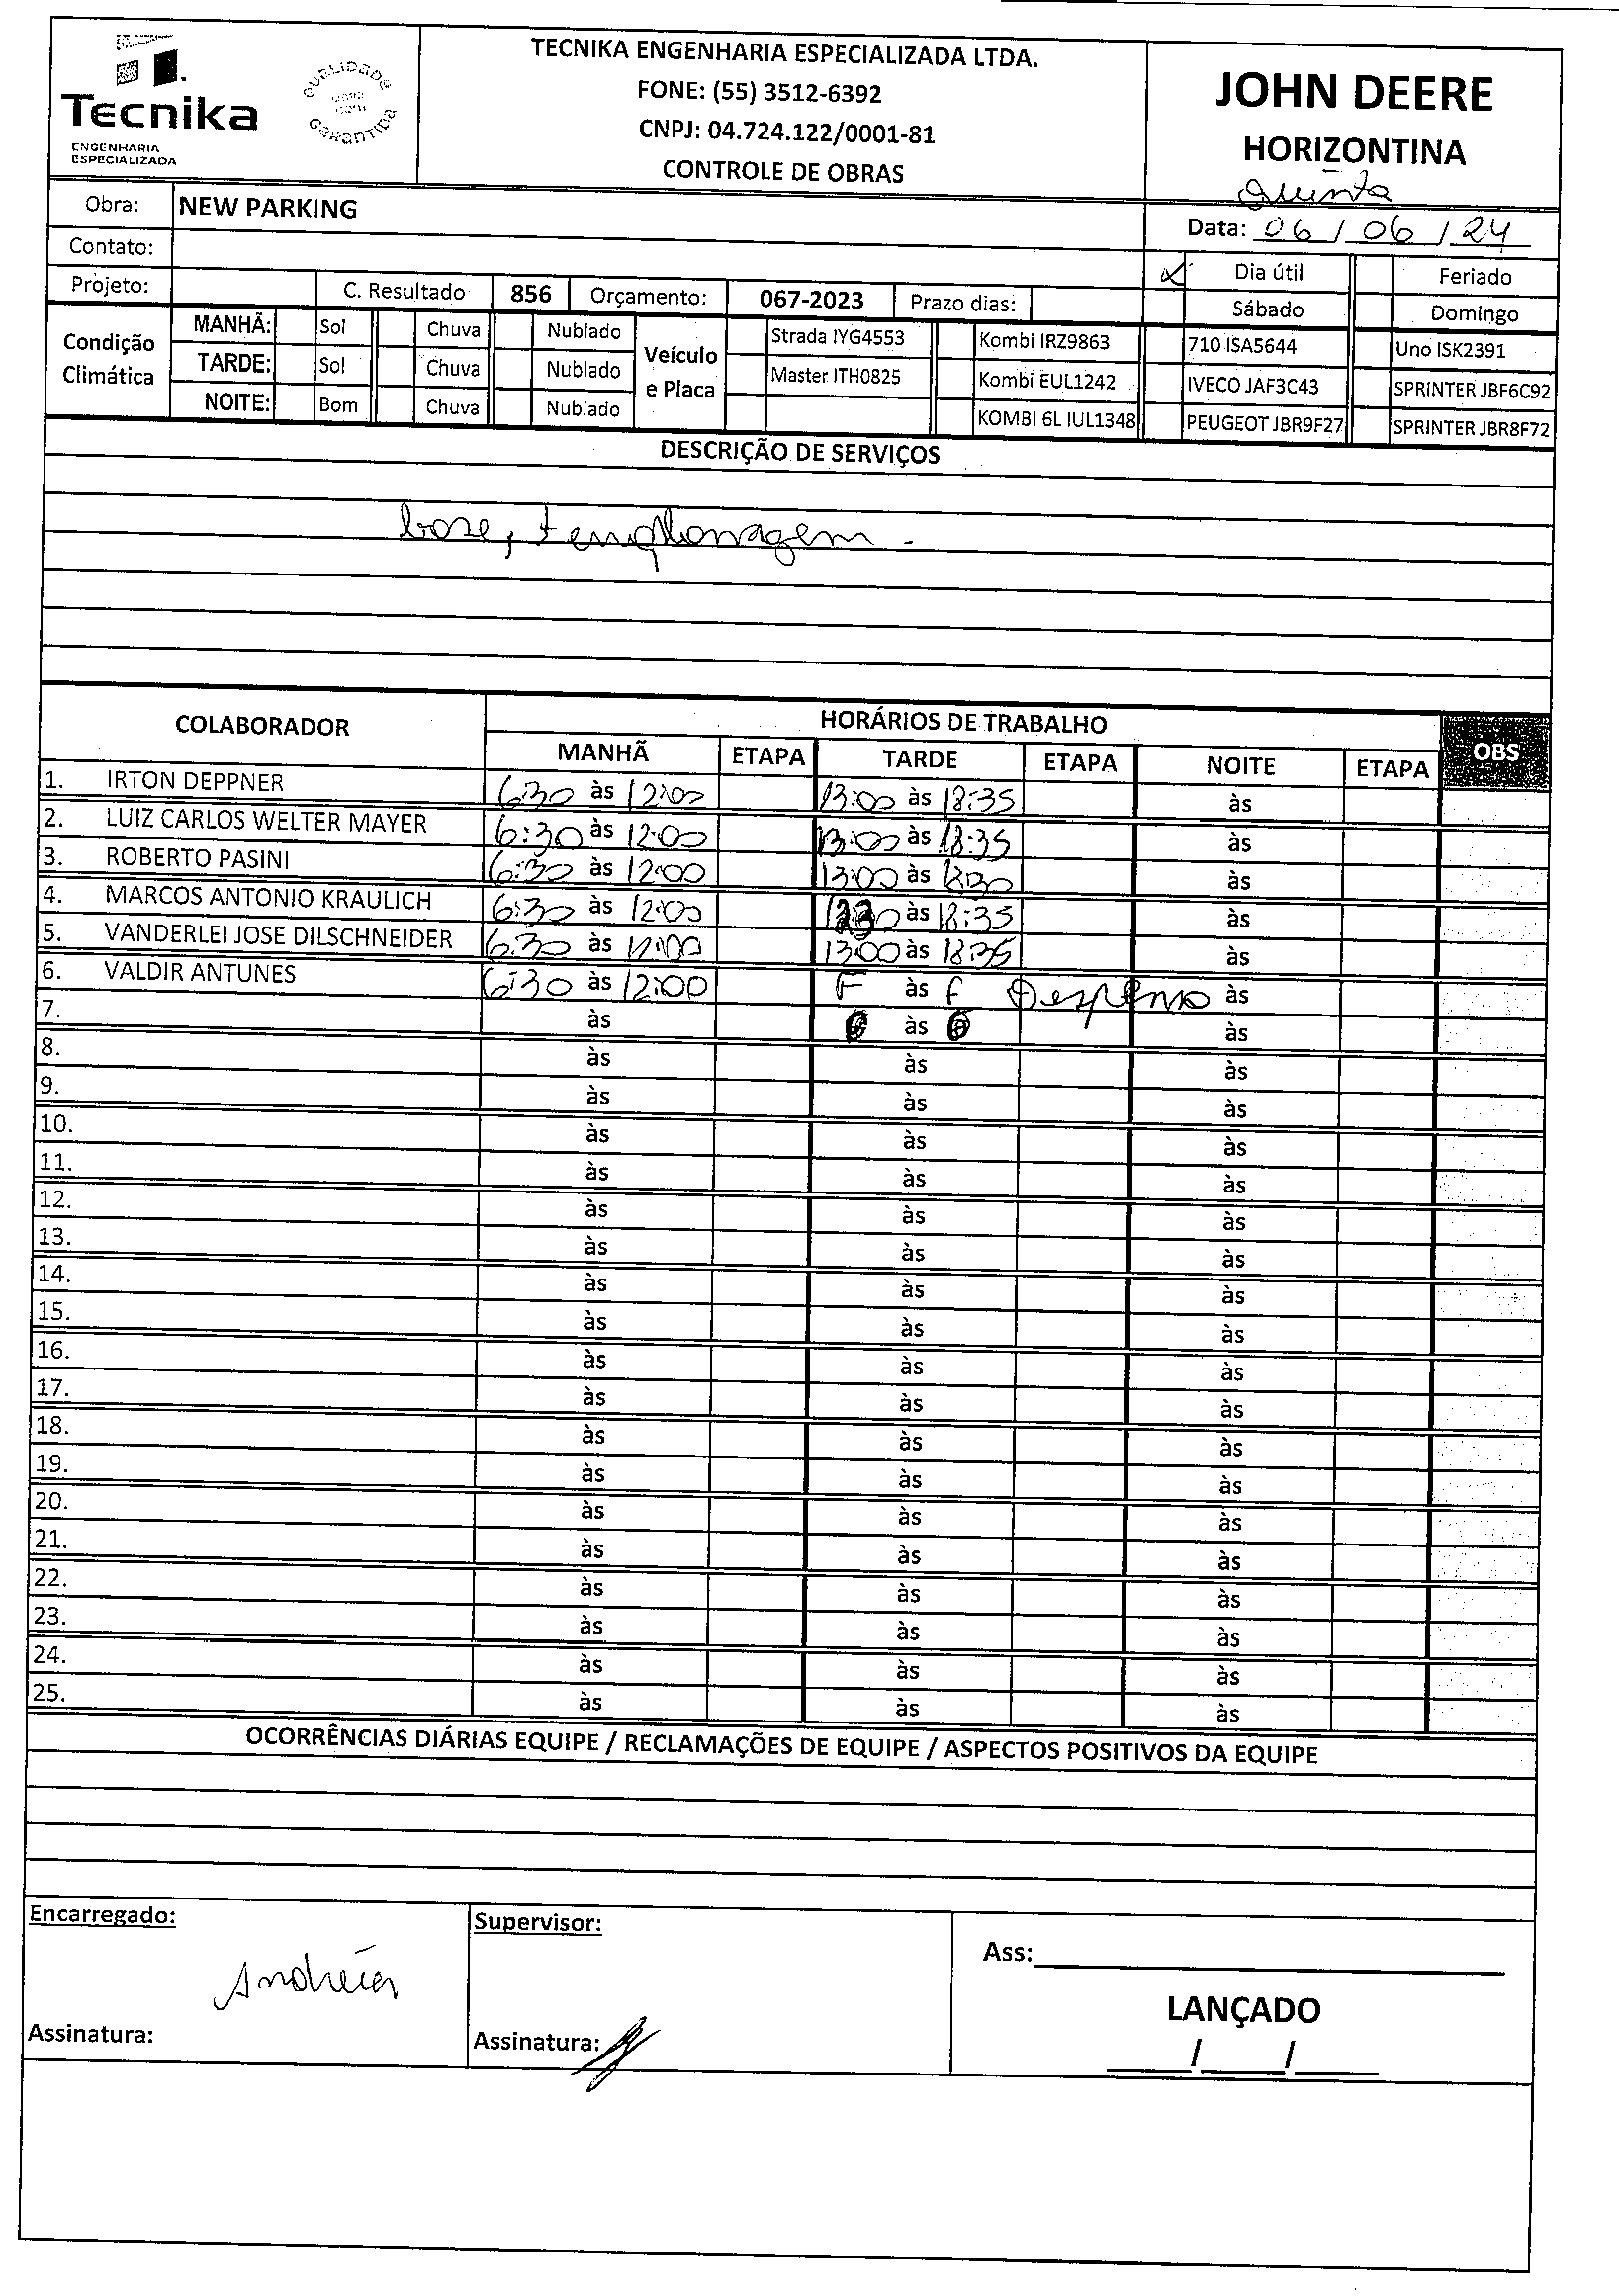 TECNIKA ENGENHARIA ESPECIALIZADA LTDA.
FONE: (55) 3512-6392
CNPJ: 04.724.122/0001-81
CONTROLE DE OBRAS
Tecnika
ENGENHARIA
ESPECIALIZADA
QUALIDADE
GARANTIDA
JOHN DEERE
HORIZONTINA
Quinta
Obra: NEW PARKING
Data: 06 / 06 / 24
Contato:
Dia útil Feriado
Projeto: C. Resultado 856 Orçamento: 067-2023 Prazo dias: Sábado Domingo
Condição Climática
MANHÃ: Sol Chuva Nublado
TARDE: Sol Chuva Nublado
NOITE: Bom Chuva Nublado
Veículo e Placa
Strada IYG4553 Kombi IRZ9863 710 ISA5644 Uno ISK2391
Master ITH0825 Kombi EUL1242 IVECO JAF3C43 SPRINTER JBF6C92
KOMBI 6L IUL1348 PEUGEOT JBR9F27 SPRINTER JBR8F72
DESCRIÇÃO DE SERVIÇOS
base,
COLABORADOR HORÁRIOS DE TRABALHO OBS
MANHÃ ETAPA TARDE ETAPA NOITE ETAPA
1. IRTON DEPPNER 6:30 às 12:00 13:00 às 18:35 às
2. LUIZ CARLOS WELTER MAYER 6:30 às 12:00 13:00 às 18:35 às
3. ROBERTO PASINI 6:30 às 12:00 13:00 às 18:30 às
4. MARCOS ANTONIO KRAULICH 6:30 às 12:00 às 18:35 às
5. VANDERLEI JOSE DILSCHNEIDER 6:30 às 12:00 13:00 às 18:35 às
6. VALDIR ANTUNES 6:30 às 12:00 F às F às
7. às às às
8. às às às
9. às às às
10. às às às
11. às às às
12. às às às
13. às às às
14. às às às
15. às às às
16. às às às
17. às às às
18. às às às
19. às às às
20. às às às
21. às às às
22. às às às
23. às às às
24. às às às
25. às às às
OCORRÊNCIAS DIÁRIAS EQUIPE / RECLAMAÇÕES DE EQUIPE / ASPECTOS POSITIVOS DA EQUIPE
Encarregado: Supervisor:
Ass:
Andréia
LANÇADO
Assinatura: Assinatura:
/ /